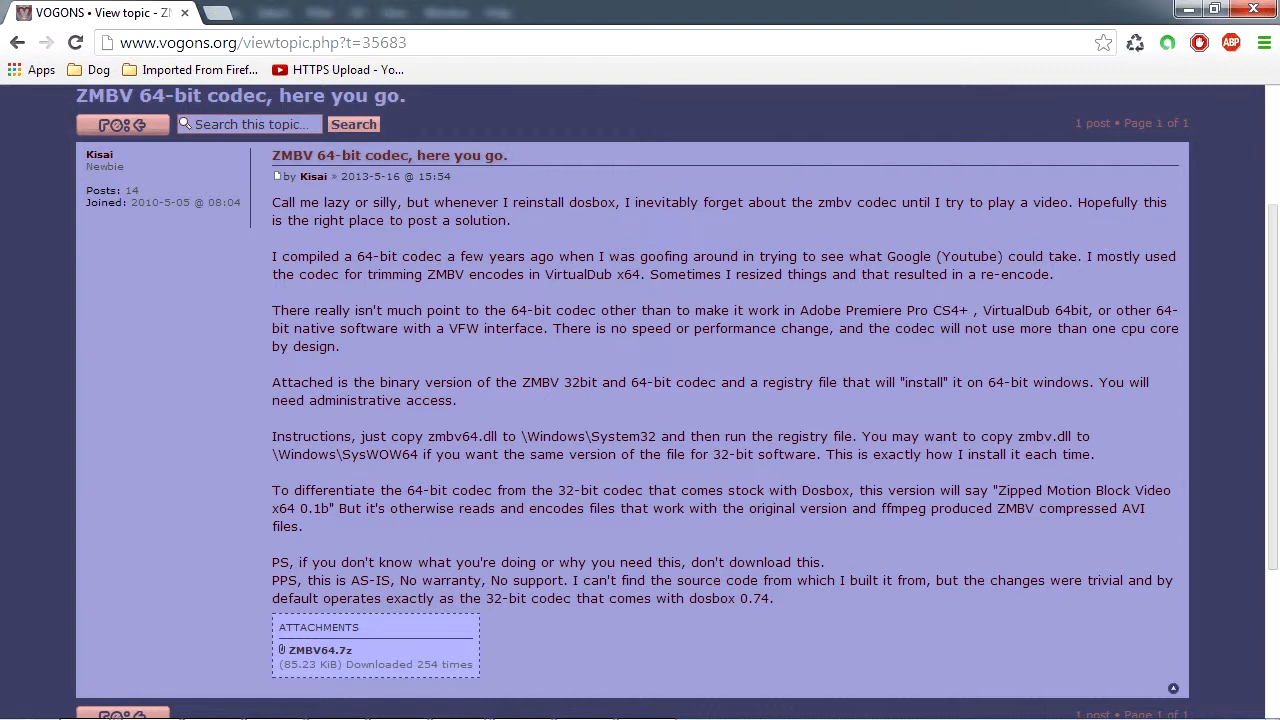 VOGONS • View topic - ZM
www.vogons.org/viewtopic.php?t=35683
Apps Dog Imported From Firef... HTTPS Upload - Yo...
ABP
ZMBV 64-bit codec, here you go.
Search this topic... Search
1 post • Page 1 of 1
Kisai
Newbie
Posts: 14
Joined: 2010-5-05 @ 08:04
ZMBV 64-bit codec, here you go.
by Kisai » 2013-5-16 @ 15:54
Call me lazy or silly, but whenever I reinstall dosbox, I inevitably forget about the zmbv codec until I try to play a video. Hopefully this
is the right place to post a solution.
I compiled a 64-bit codec a few years ago when I was goofing around in trying to see what Google (Youtube) could take. I mostly used
the codec for trimming ZMBV encodes in VirtualDub x64. Sometimes I resized things and that resulted in a re-encode.
There really isn't much point to the 64-bit codec other than to make it work in Adobe Premiere Pro CS4+ , VirtualDub 64bit, or other 64-
bit native software with a VFW interface. There is no speed or performance change, and the codec will not use more than one cpu core
by design.
Attached is the binary version of the ZMBV 32bit and 64-bit codec and a registry file that will "install" it on 64-bit windows. You will
need administrative access.
Instructions, just copy zmbv64.dll to \Windows\System32 and then run the registry file. You may want to copy zmbv.dll to
\Windows\SysWOW64 if you want the same version of the file for 32-bit software. This is exactly how I install it each time.
To differentiate the 64-bit codec from the 32-bit codec that comes stock with Dosbox, this version will say "Zipped Motion Block Video
x64 0.1b" But it's otherwise reads and encodes files that work with the original version and ffmpeg produced ZMBV compressed AVI
files.
PS, if you don't know what you're doing or why you need this, don't download this.
PPS, this is AS-IS, No warranty, No support. I can't find the source code from which I built it from, but the changes were trivial and by
default operates exactly as the 32-bit codec that comes with dosbox 0.74.
ATTACHMENTS
ZMBV64.7z
(85.23 KiB) Downloaded 254 times
1 post • Page 1 of 1